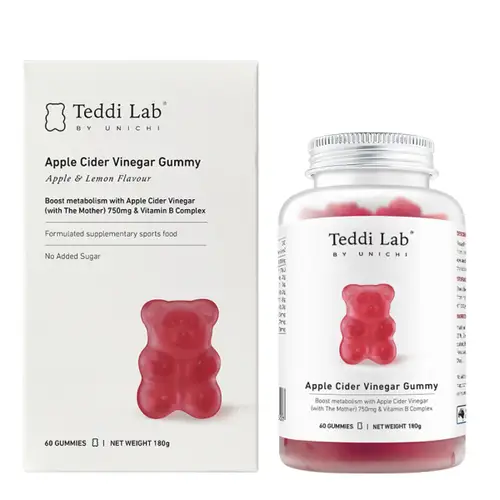 Teddi Lab®
BY UNICHI
Apple Cider Vinegar Gummy
Apple & Lemon Flavour
Boost metabolism with Apple Cider Vinegar
(with The Mother) 750mg & Vitamin B Complex
Formulated supplementary sports food
No Added Sugar
60 GUMMIES | NET WEIGHT 180g
Teddi Lab®
BY UNICHI
Apple Cider Vinegar Gummy
Boost metabolism with Apple Cider Vinegar
(with The Mother) 750mg & Vitamin B Complex
60 GUMMIES | NET WEIGHT 180g